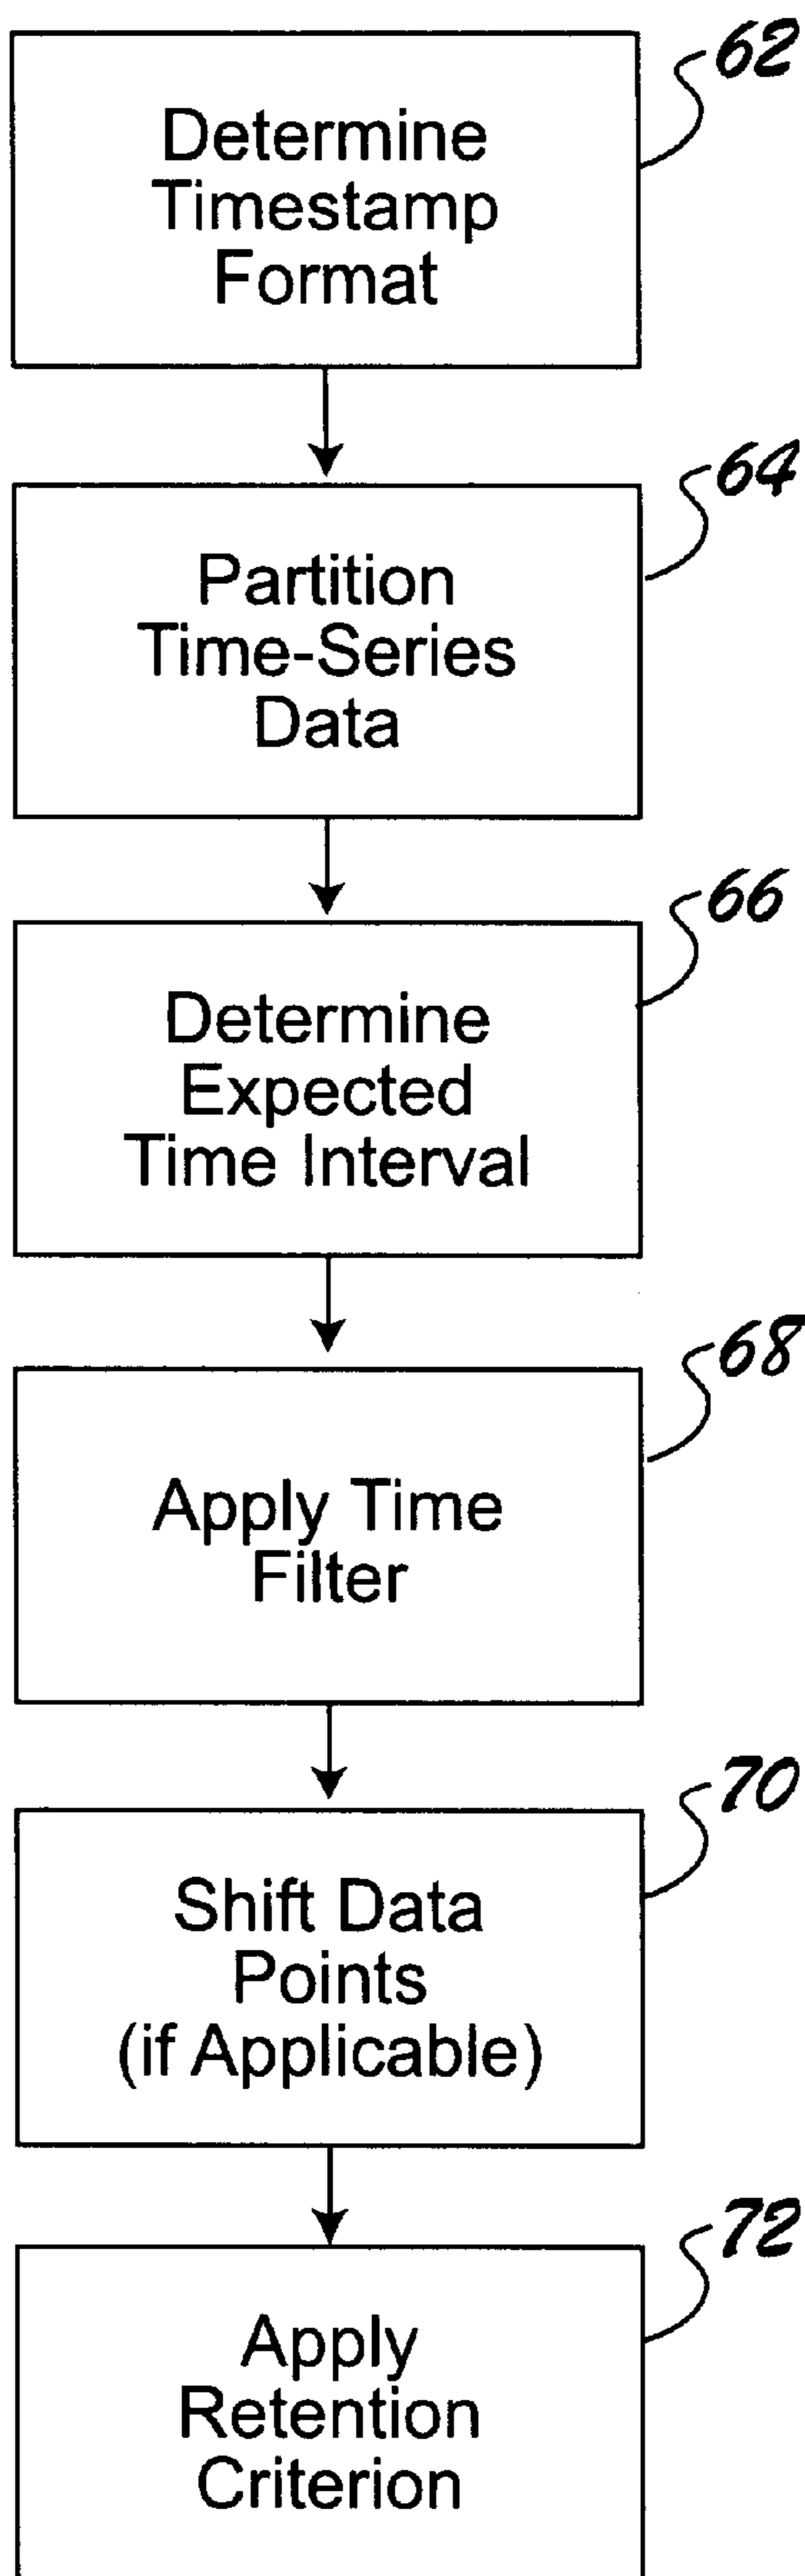 62
Determine
Timestamp
Format
64
Partition
Time-Series
Data
66
Determine
Expected
Time Interval
68
Apply Time
Filter
70
Shift Data
Points
(if Applicable)
72
Apply
Retention
Criterion